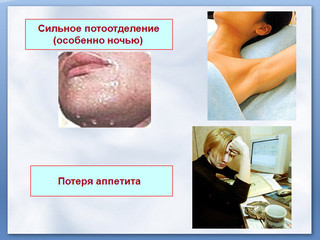 Сильное потоотделение
(особенно ночью)
Потеря аппетита